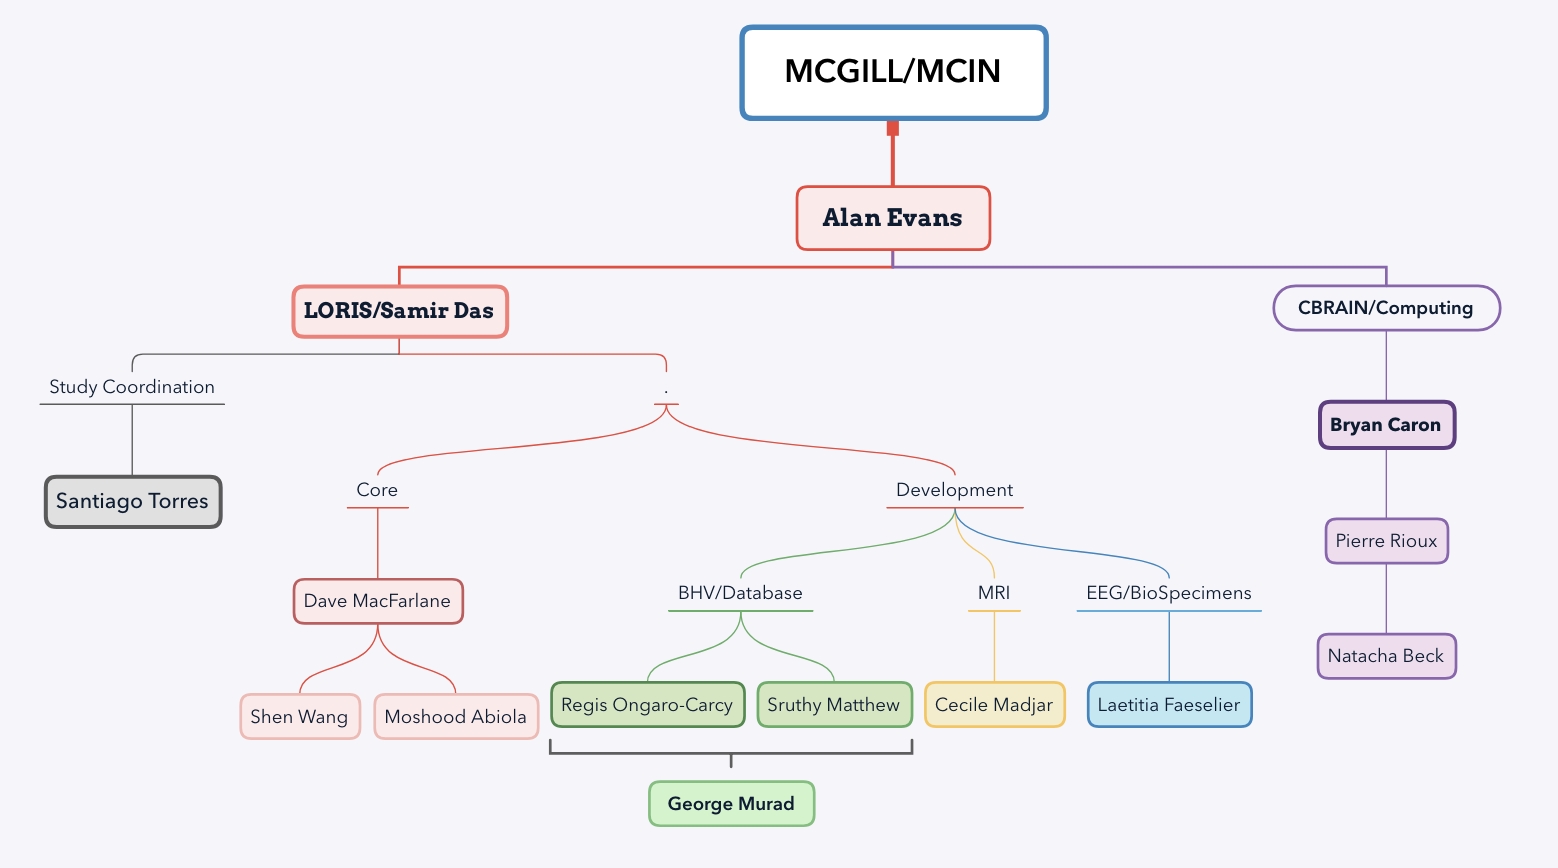 MCGILL/MCIN
Alan Evans
LORIS/Samir Das
CBRAIN/Computing
Study Coordination
.
Bryan Caron
Santiago Torres
Core
Development
Pierre Rioux
Dave MacFarlane
BHV/Database
MRI
EEG/BioSpecimens
Natacha Beck
Shen Wang
Moshood Abiola
Regis Ongaro-Carcy
Sruthy Matthew
Cecile Madjar
Laetitia Faeselier
George Murad